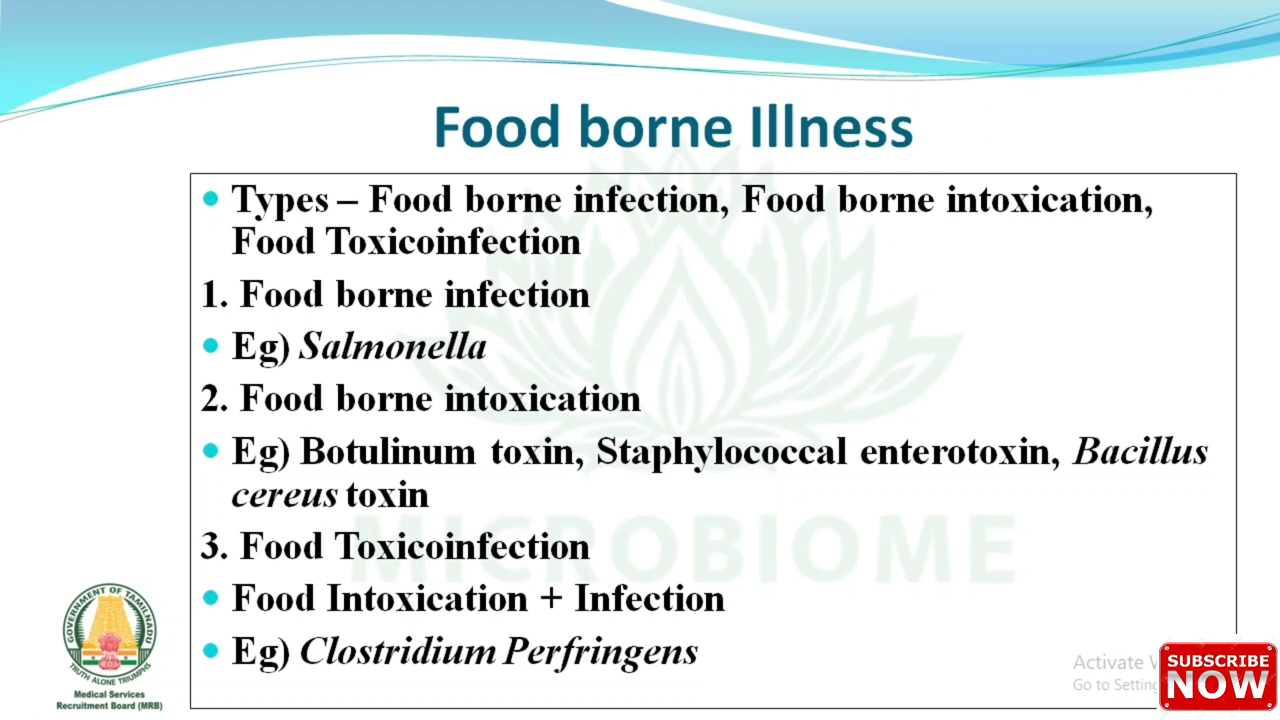 Food borne Illness
• Types – Food borne infection, Food borne intoxication,
Food Toxicoinfection
1. Food borne infection
• Eg) Salmonella
2. Food borne intoxication
• Eg) Botulinum toxin, Staphylococcal enterotoxin, Bacillus
cereus toxin
3. Food Toxicoinfection
• Food Intoxication + Infection
• Eg) Clostridium Perfringens
MICROBIOME
GOVERNMENT OF TAMILNADU
TRUTH ALONE TRIUMPHS
Medical Services
Recruitment Board (MRB)
Activate
Go to
SUBSCRIBE
NOW